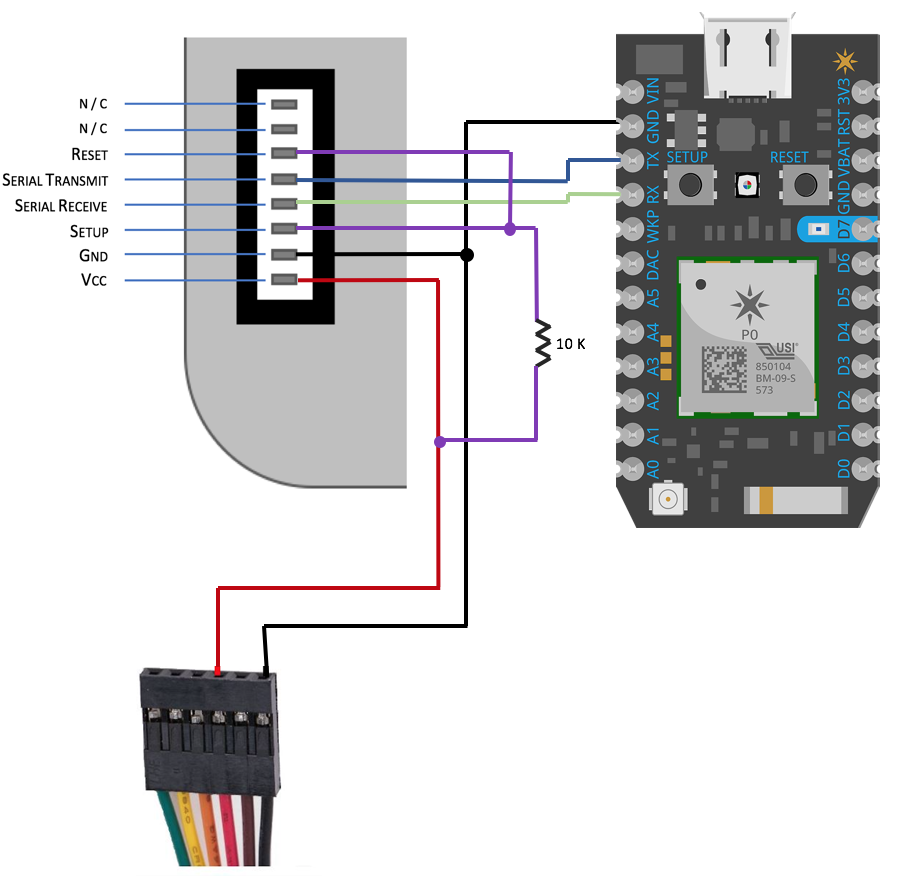 N / C
N / C
RESET
SERIAL TRANSMIT
SERIAL RECEIVE
SETUP
GND
VCC
10 K
VIN
GND
TX
RX
WKP
DAC
A5
A4
A3
A2
A1
A0
SETUP
RESET
3V3
RST
VBAT
GND
D7
D6
D5
D4
D3
D2
D1
D0
P0
USI
850104
BM-09-S
573